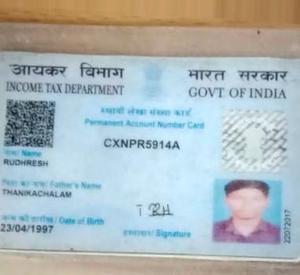 आयकर विभाग भारत सरकार
INCOME TAX DEPARTMENT GOVT OF INDIA
स्थायी लेखा संख्या कार्ड
Permanent Account Number Card
CXNPR5914A
नाम/ Name
RUDHRESH
पिता का नाम/ Father's Name
THANIKACHALAM
जन्म की तारीख / Date of Birth
23/04/1997
हस्ताक्षर/ Signature
22072017